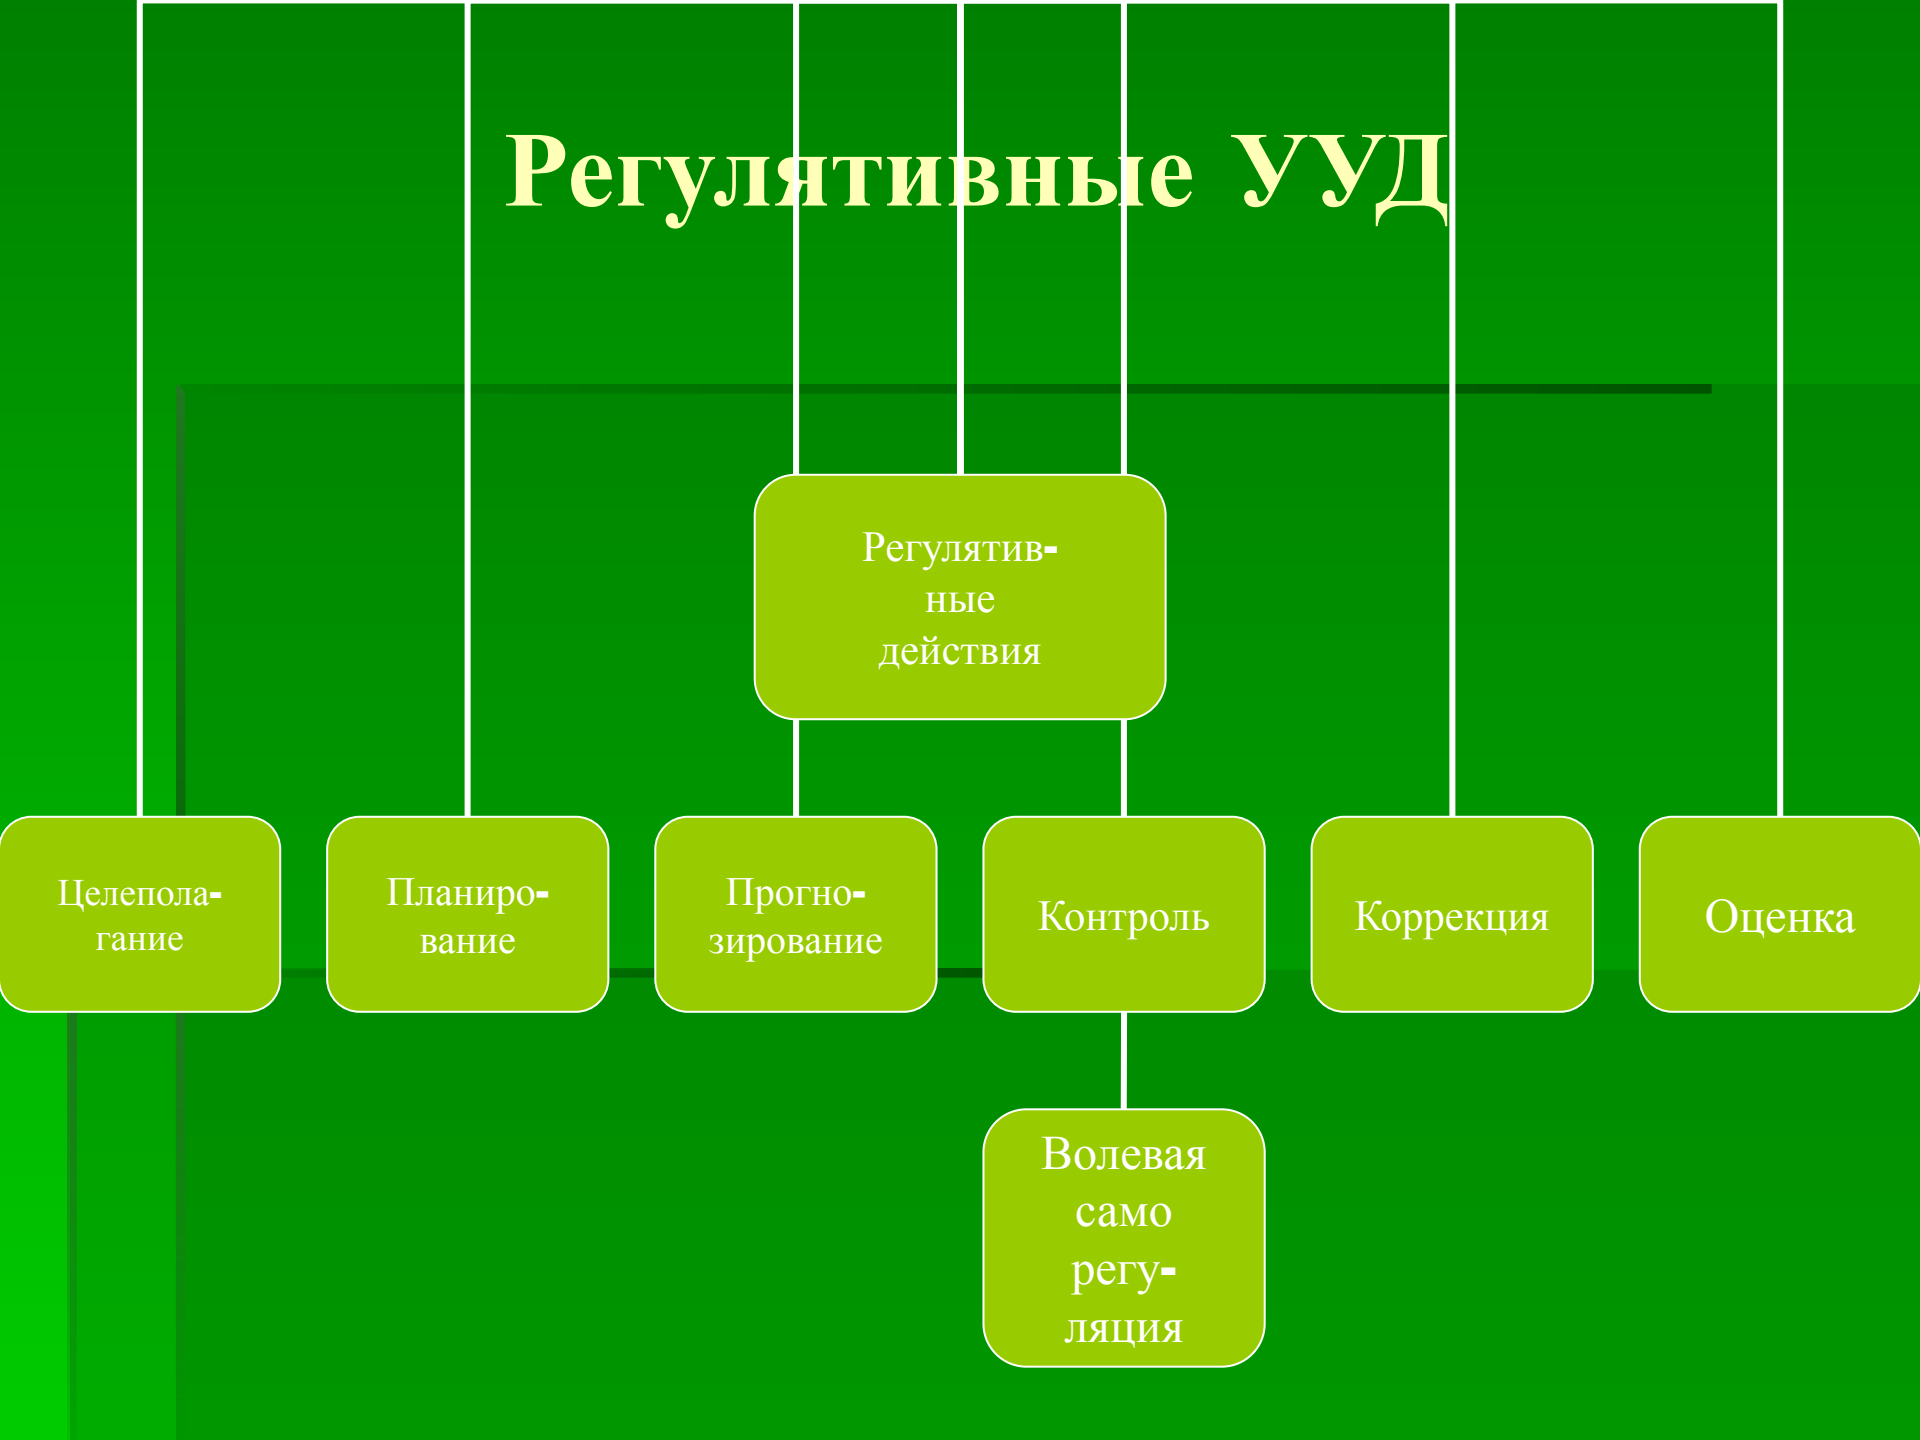 Регулятивные УУД
Регулятив-
ные
действия
Целепола-
гание
Планиро-
вание
Прогно-
зирование
Контроль
Коррекция
Оценка
Волевая
само
регу-
ляция